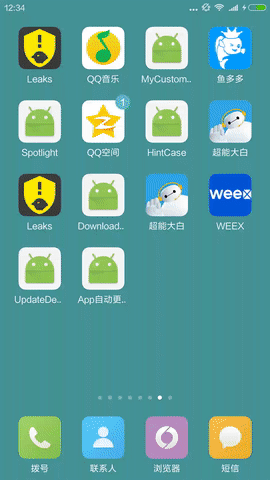 12:34
Leaks
QQ音乐
MyCustom..
鱼多多
1
Spotlight
QQ空间
HintCase
超能大白
weex
Leaks
Download..
超能大白
WEEX
UpdateDe..
App自动更..
拨号
联系人
浏览器
短信